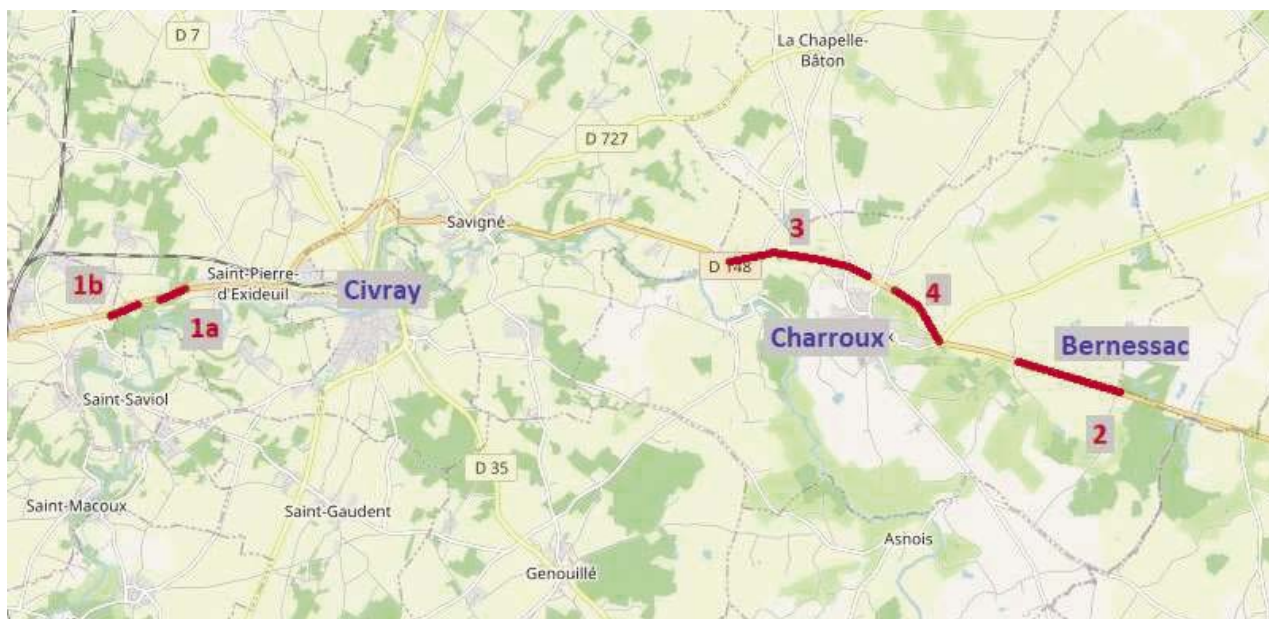 D 7
La Chapelle-
Bâton
D 727
Savigné
3
Saint-Pierre-
d'Exideuil
D 148
1b
Civray
4
1a
Charroux
Bernessac
Saint-Saviol
2
D 35
Saint-Macoux
Saint-Gaudent
Asnois
Genouillé